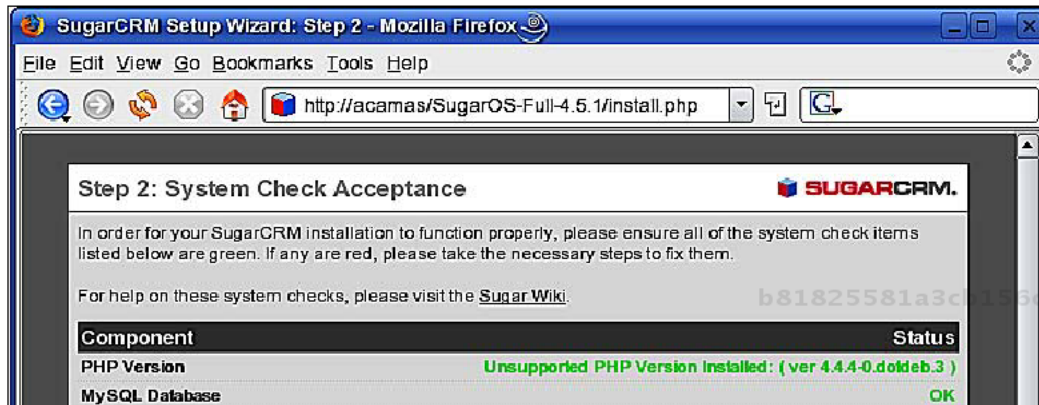 SugarCRM Setup Wizard: Step 2 - Mozilla Firefox
File Edit View Go Bookmarks Tools Help
http://acamas/SugarOS-Full-4.5.1/install.php
G
Step 2: System Check Acceptance
SUGARCRM.
In order for your SugarCRM installation to function properly, please ensure all of the system check items
listed below are green. If any are red, please take the necessary steps to fix them.
For help on these system checks, please visit the Sugar Wiki.
b81825581a3cb156
Component Status
PHP Version Unsupported PHP Version Installed: ( ver 4.4.4-0.dotdeb.3 )
MySQL Database OK